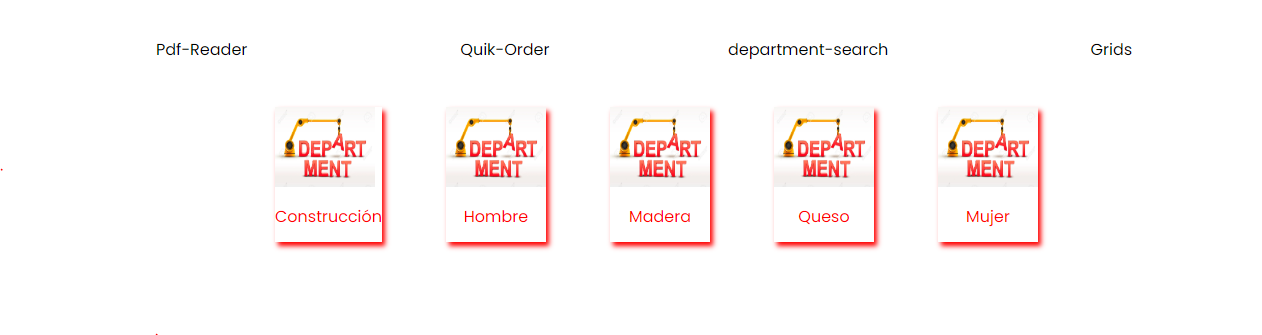 Pdf-Reader Quik-Order department-search Grids
DEPART DEPART DEPART DEPART DEPART
MENT MENT MENT MENT MENT
Construcción Hombre Madera Queso Mujer